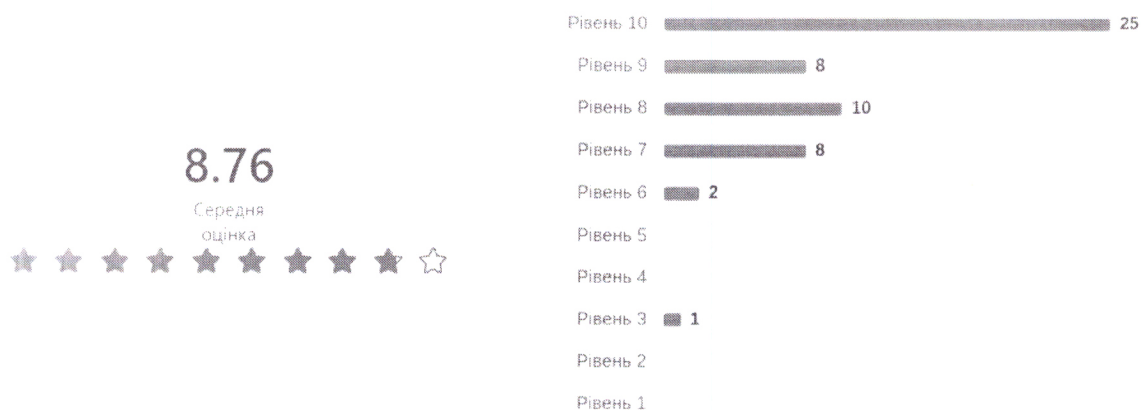 8.76
Середня
оцінка
Рівень 10 25
Рівень 9 8
Рівень 8 10
Рівень 7 8
Рівень 6 2
Рівень 5
Рівень 4
Рівень 3 1
Рівень 2
Рівень 1